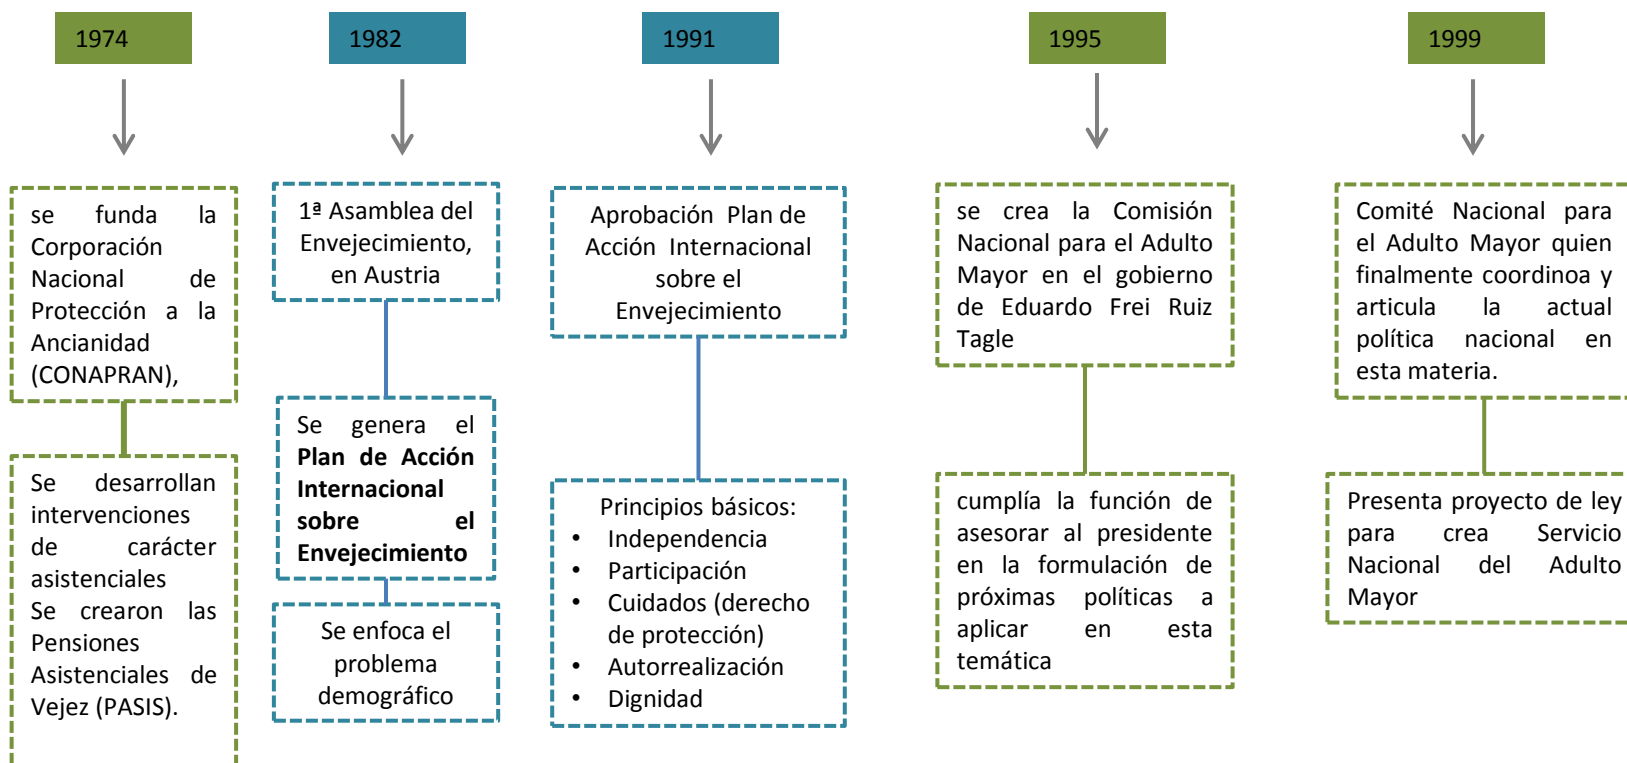 1974
se funda la
Corporación
Nacional de
Protección a la
Ancianidad
(CONAPRAN),
Se desarrollan
intervenciones
de carácter
asistenciales
Se crearon las
Pensiones
Asistenciales de
Vejez (PASIS).
1982
1ª Asamblea del
Envejecimiento,
en Austria
Se genera el
Plan de Acción
Internacional
sobre el
Envejecimiento
Se enfoca el
problema
demográfico
1991
Aprobación Plan de
Acción Internacional
sobre el
Envejecimiento
Principios básicos:
• Independencia
• Participación
• Cuidados (derecho
de protección)
• Autorrealización
• Dignidad
1995
se crea la Comisión
Nacional para el Adulto
Mayor en el gobierno
de Eduardo Frei Ruiz
Tagle
cumplía la función de
asesorar al presidente
en la formulación de
próximas políticas a
aplicar en esta
temática
1999
Comité Nacional para
el Adulto Mayor quien
finalmente coordinoa y
articula la actual
política nacional en
esta materia.
Presenta proyecto de ley
para crea Servicio
Nacional del Adulto
Mayor